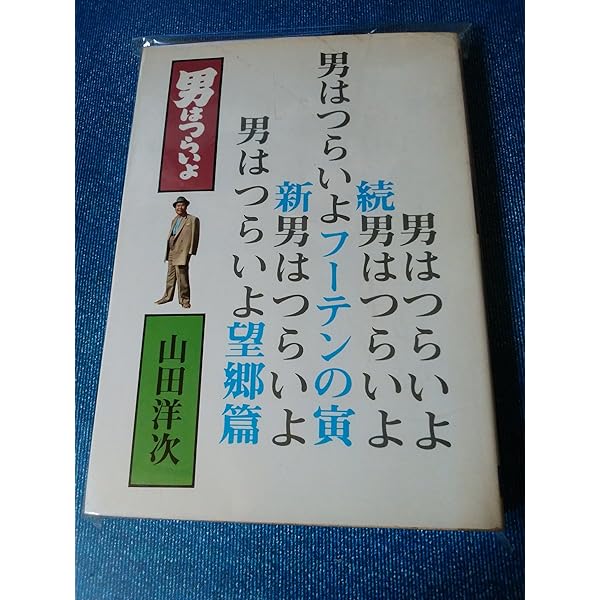 男はつらいよ
続男はつらいよ
男はつらいよフーテンの寅
新男はつらいよ
男はつらいよ望郷篇
男はつらいよ
山田洋次